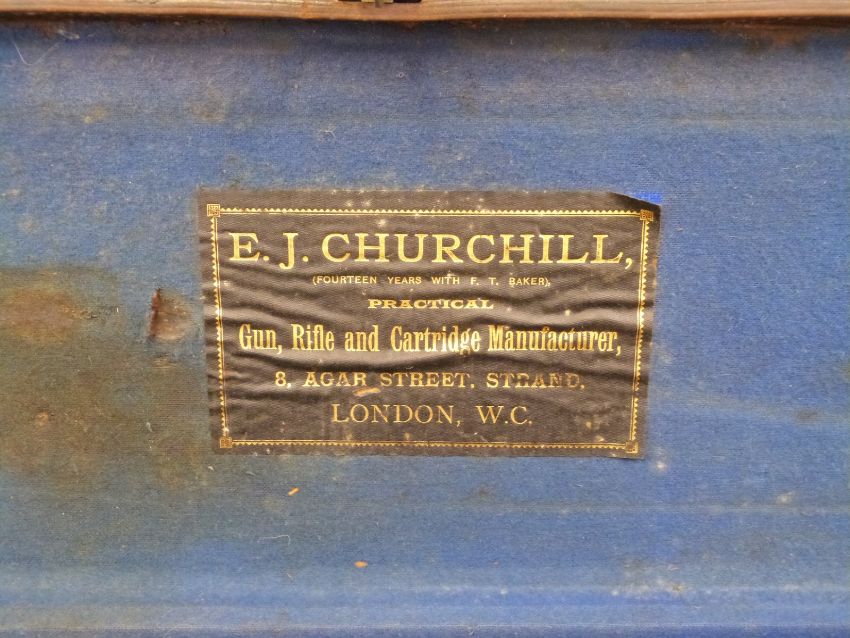 E. J. CHURCHILL,
(FOURTEEN YEARS WITH F. T. BAKER),
PRACTICAL
Gun, Rifle and Cartridge Manufacturer,
8, AGAR STREET, STRAND,
LONDON, W.C.